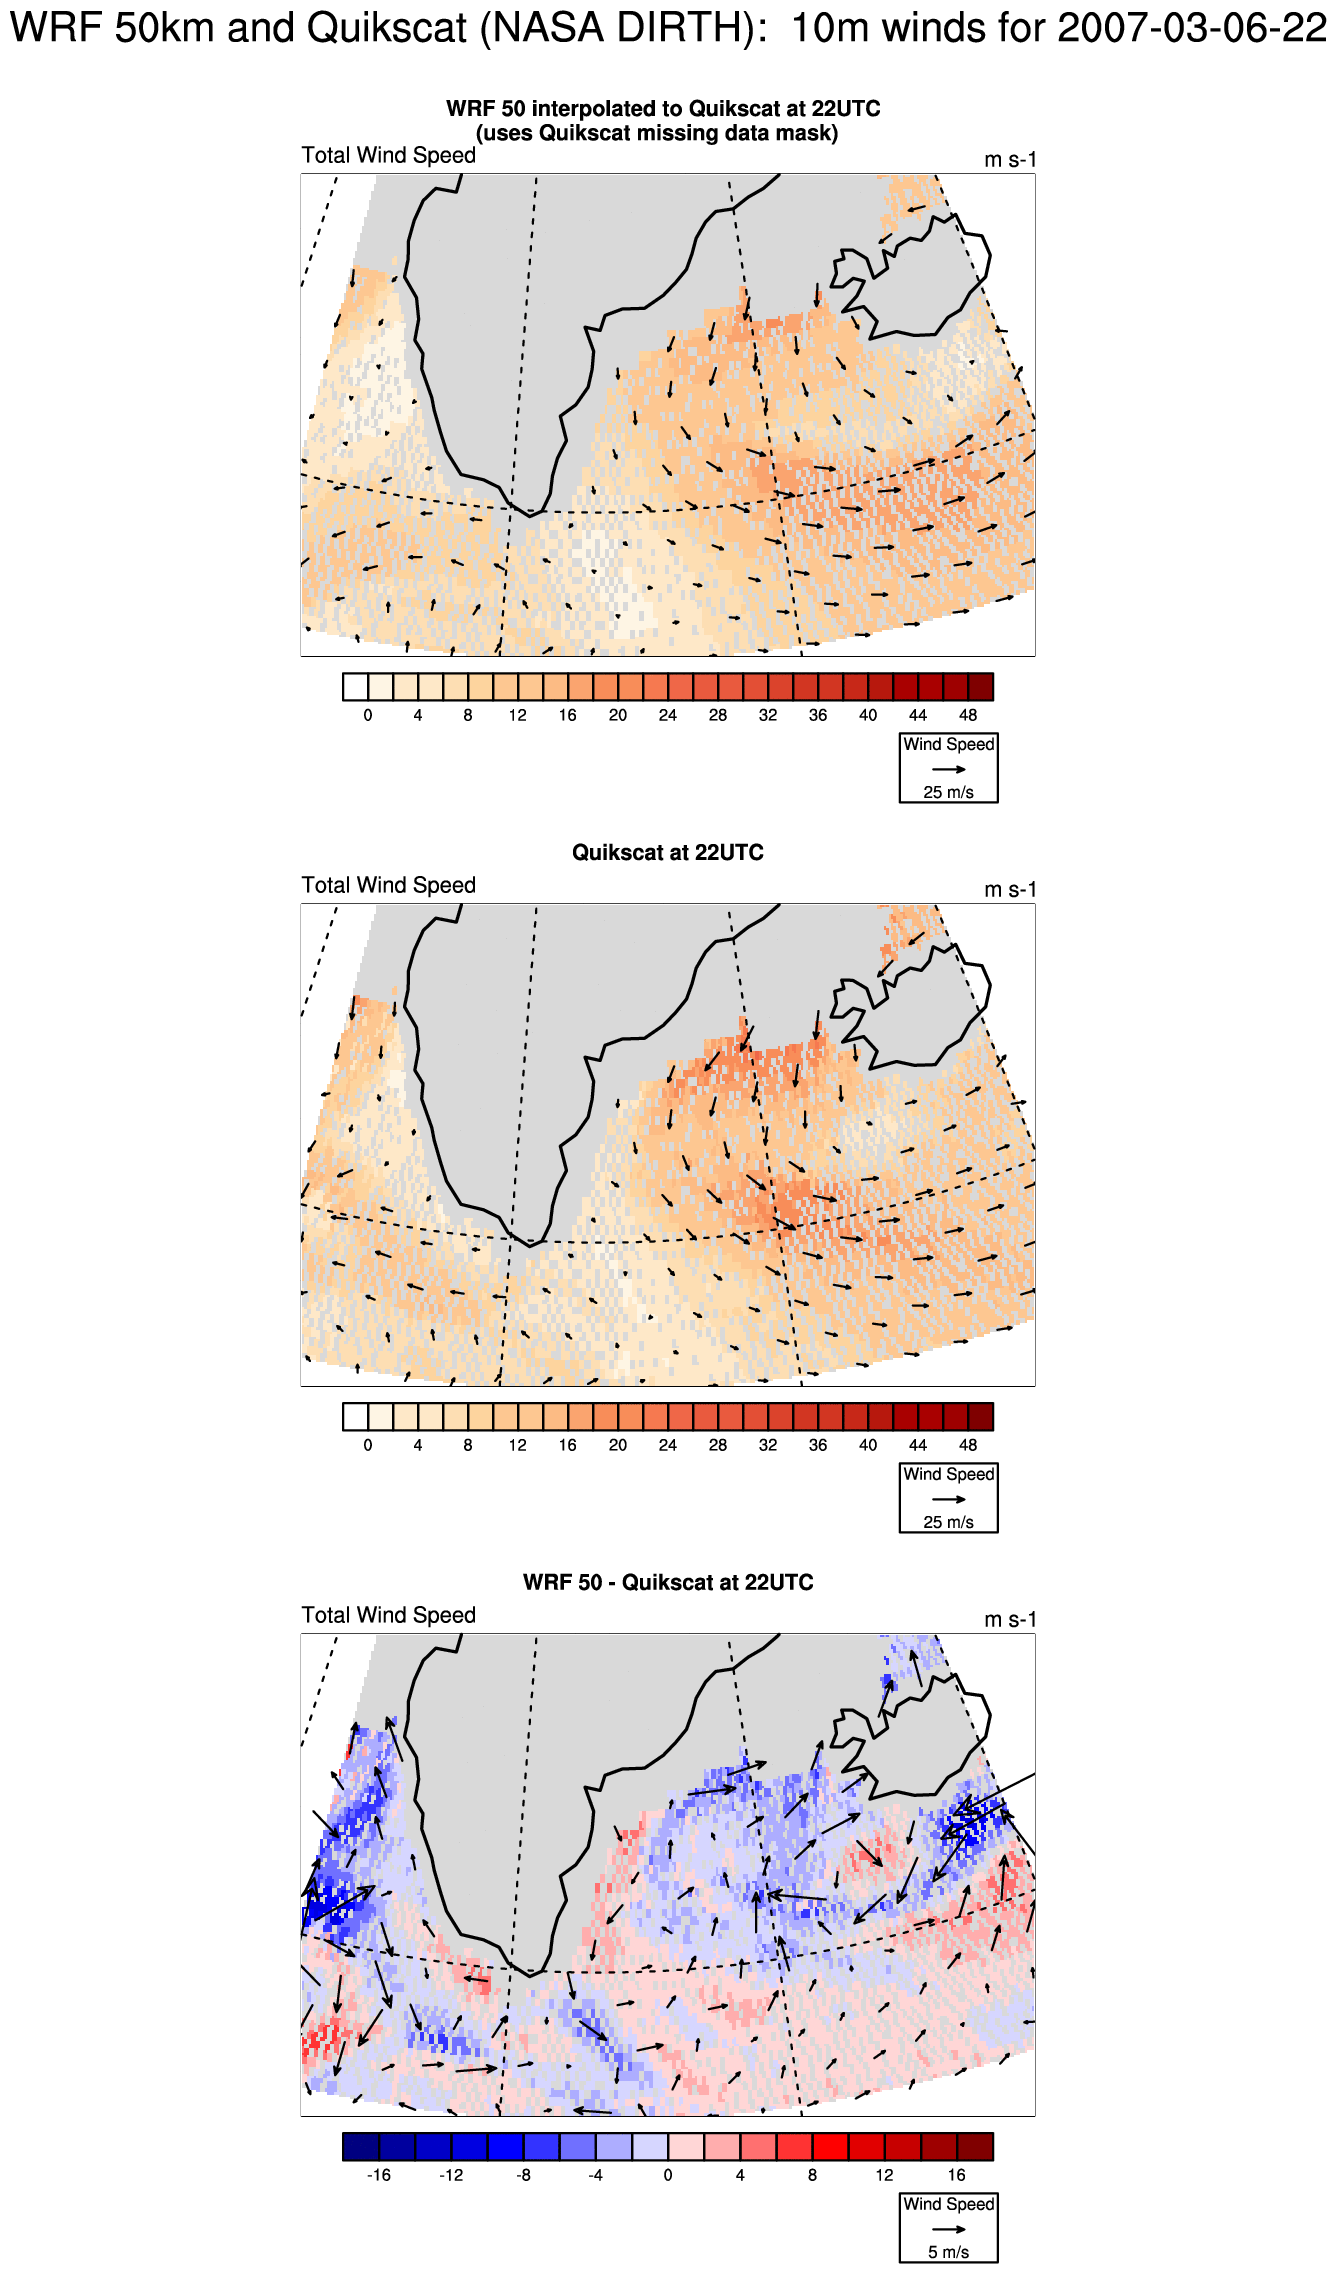 WRF 50km and Quikscat (NASA DIRTH):  10m winds for 2007-03-06-22
WRF 50 interpolated to Quikscat at 22UTC
(uses Quikscat missing data mask)
Total Wind Speed m s-1
0 4 8 12 16 20 24 28 32 36 40 44 48
Wind Speed
25 m/s
Quikscat at 22UTC
Total Wind Speed m s-1
0 4 8 12 16 20 24 28 32 36 40 44 48
Wind Speed
25 m/s
WRF 50 - Quikscat at 22UTC
Total Wind Speed m s-1
-16 -12 -8 -4 0 4 8 12 16
Wind Speed
5 m/s